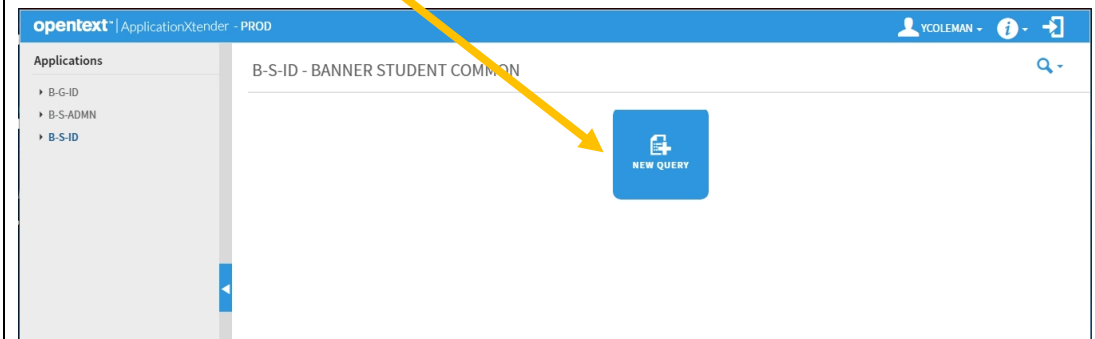 opentext™ | ApplicationXtender - PROD
YCOLEMAN
Applications
B-S-ID - BANNER STUDENT COMMON
B-G-ID
B-S-ADMN
B-S-ID
NEW QUERY